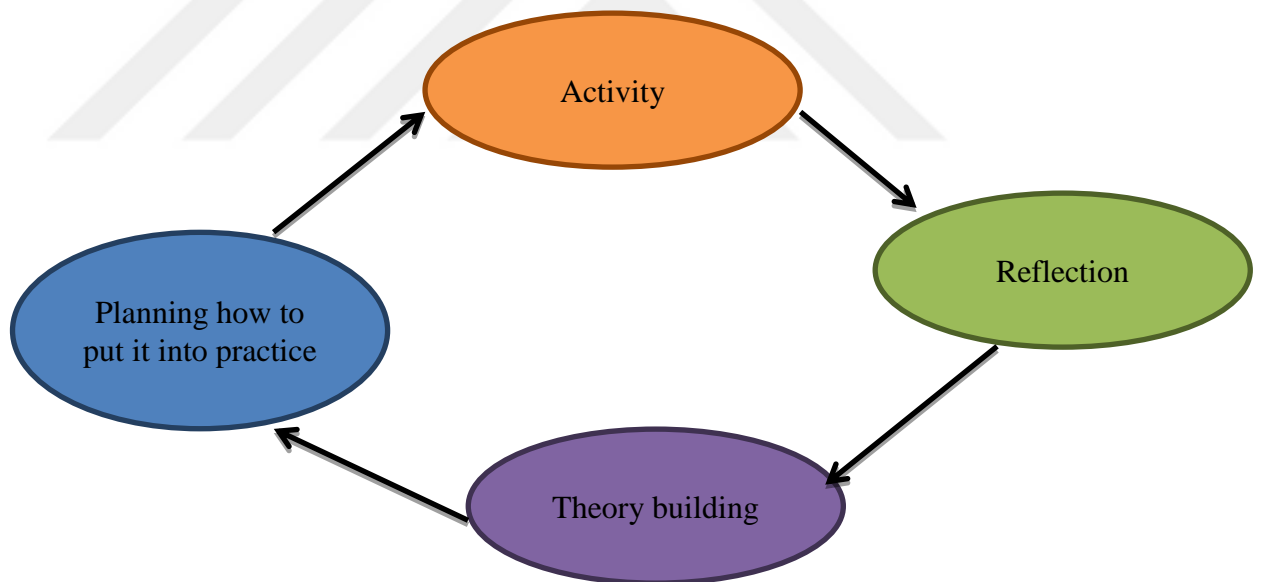 Activity
Reflection
Planning how to
put it into practice
Theory building